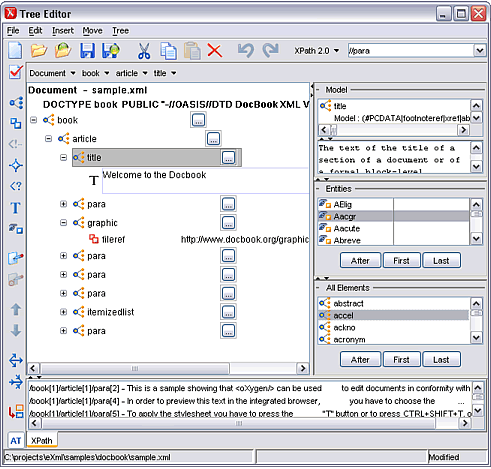 Tree Editor
File Edit Insert Move Tree
XPath 2.0 //para
Document book article title
Document - sample.xml
DOCTYPE book PUBLIC "-//OASIS//DTD DocBook XML V
book ...
article ...
title ...
T Welcome to the Docbook
para ...
graphic ...
fileref http://www.docbook.org/graphic
para ...
para ...
para ...
itemizedlist ...
para ...
Model
title
Model : (#PCDATA|footnoteref|xref|ab
The text of the title of a
section of a document or of
a formal block-level
Entities
AElig
Aacgr
Aacute
Abreve
After First Last
All Elements
abstract
accel
ackno
acronym
After First Last
/book[1]/article[1]/para[2] - This is a sample showing that <oXygen/> can be used to edit documents in conformity with
/book[1]/article[1]/para[4] - In order to preview this text in the integrated browser, you have to choose the ...
/book[1]/article[1]/para[5] - To apply the stylesheet you have to press the "T" button or to press CTRL+SHIFT+T, o
AT XPath
C:\projects\eXml\samples\docbook\sample.xml Modified